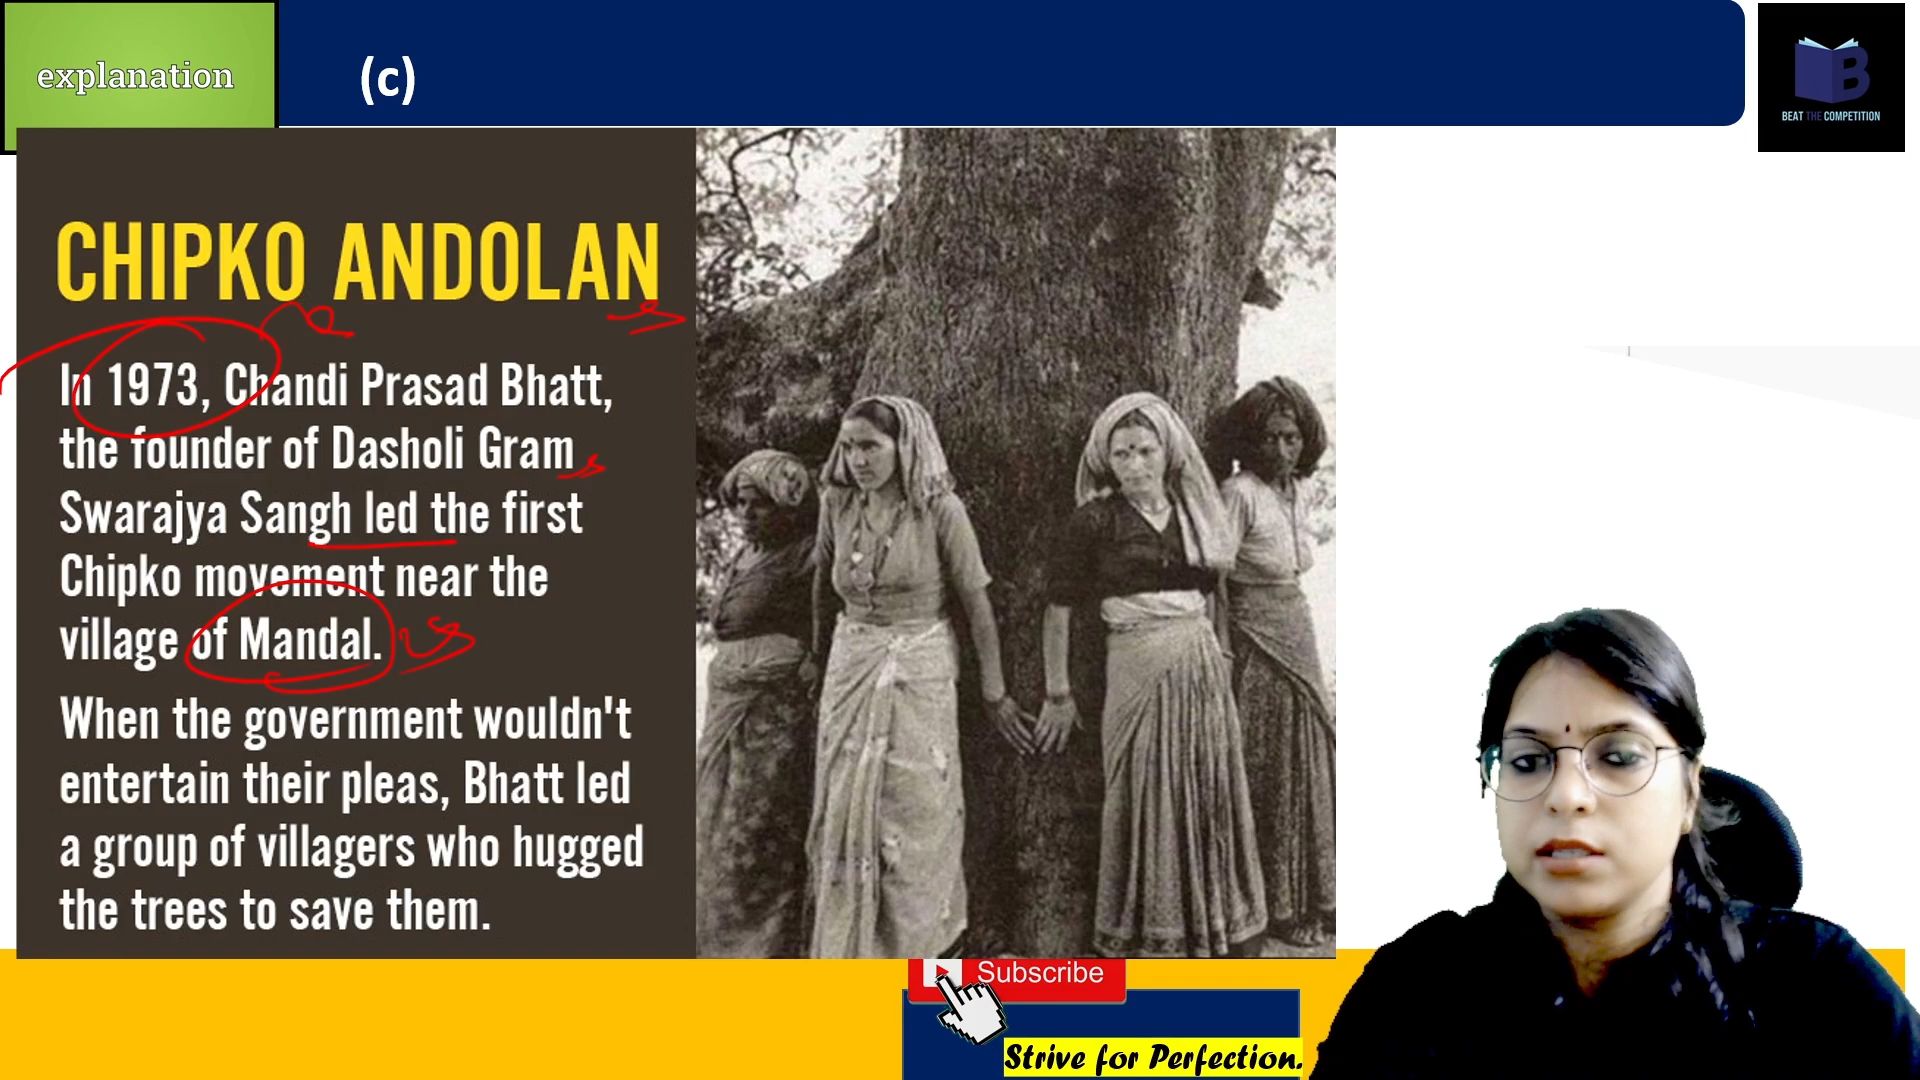 explanation
(c)
BEAT THE COMPETITION
CHIPKO ANDOLAN
In 1973, Chandi Prasad Bhatt,
the founder of Dasholi Gram
Swarajya Sangh led the first
Chipko movement near the
village of Mandal.
When the government wouldn't
entertain their pleas, Bhatt led
a group of villagers who hugged
the trees to save them.
Subscribe
Strive for Perfection.